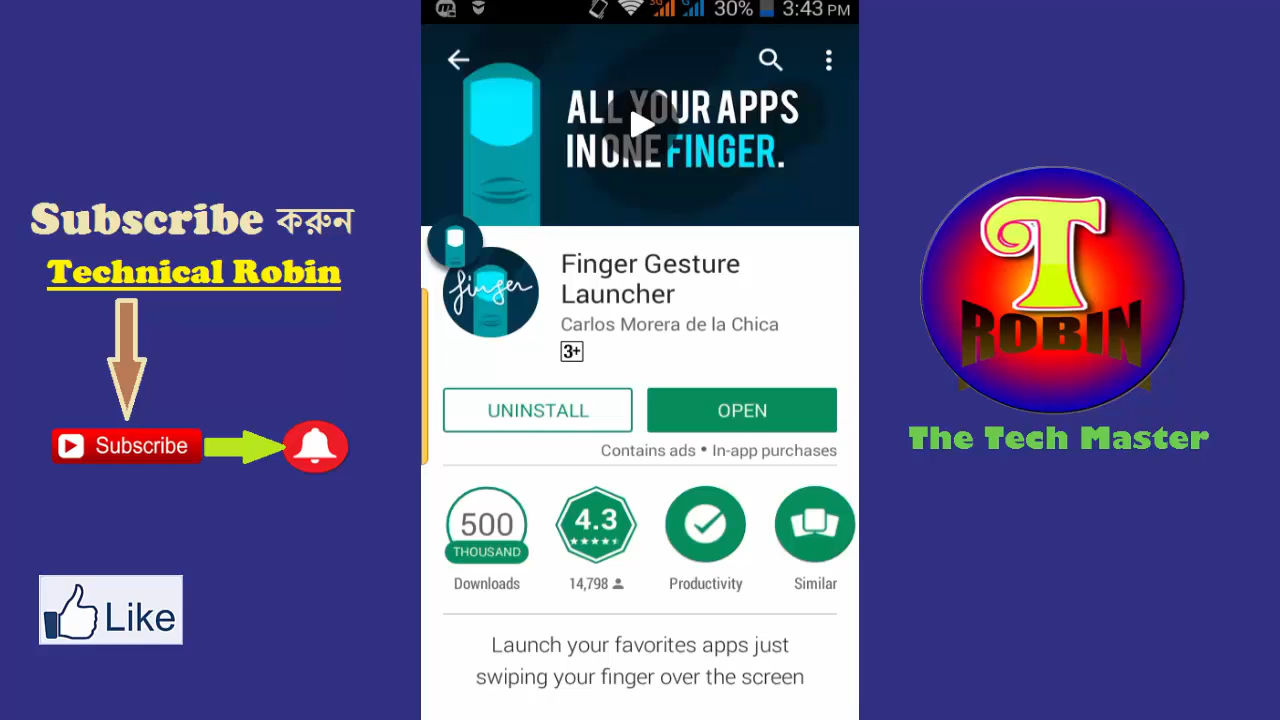 30% 3:43 PM
ALL YOUR APPS
IN ONE FINGER.
finger
Finger Gesture
Launcher
Carlos Morera de la Chica
3+
UNINSTALL
OPEN
Contains ads • In-app purchases
500
THOUSAND
Downloads
4.3
14,798
Productivity
Similar
Launch your favorites apps just
swiping your finger over the screen
Subscribe করুন
Technical Robin
Subscribe
Like
T
ROBIN
The Tech Master